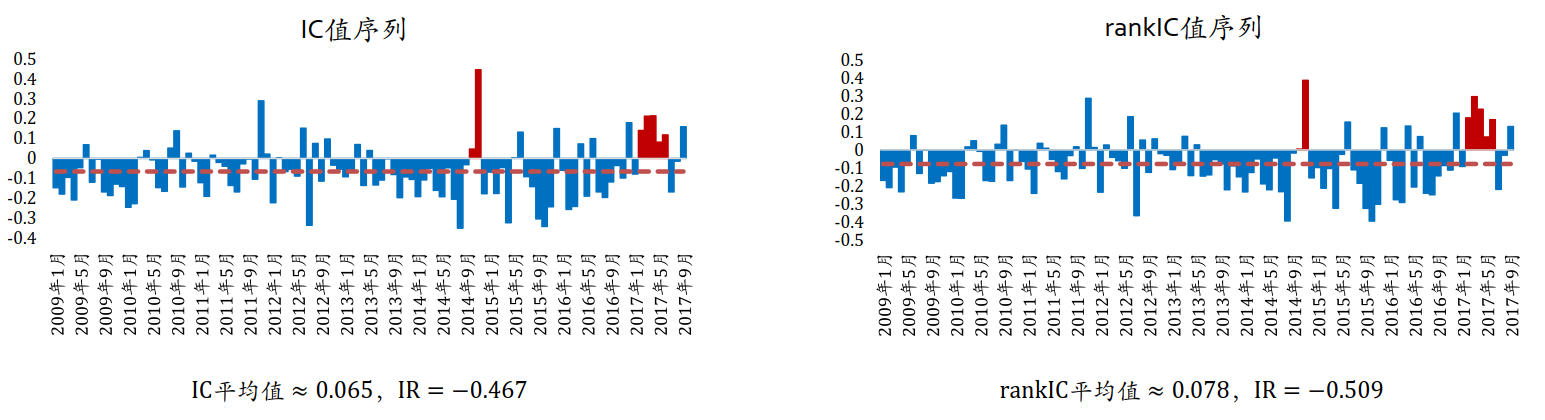 IC值序列
0.5
0.4
0.3
0.2
0.1
0
-0.1
-0.2
-0.3
-0.4
2009年1月
2009年5月
2009年9月
2010年1月
2010年5月
2010年9月
2011年1月
2011年5月
2011年9月
2012年1月
2012年5月
2012年9月
2013年1月
2013年5月
2013年9月
2014年1月
2014年5月
2014年9月
2015年1月
2015年5月
2015年9月
2016年1月
2016年5月
2016年9月
2017年1月
2017年5月
2017年9月
IC平均值≈0.065，IR=−0.467
rankIC值序列
0.5
0.4
0.3
0.2
0.1
0
-0.1
-0.2
-0.3
-0.4
-0.5
2009年1月
2009年5月
2009年9月
2010年1月
2010年5月
2010年9月
2011年1月
2011年5月
2011年9月
2012年1月
2012年5月
2012年9月
2013年1月
2013年5月
2013年9月
2014年1月
2014年5月
2014年9月
2015年1月
2015年5月
2015年9月
2016年1月
2016年5月
2016年9月
2017年1月
2017年5月
2017年9月
rankIC平均值≈0.078，IR=−0.509